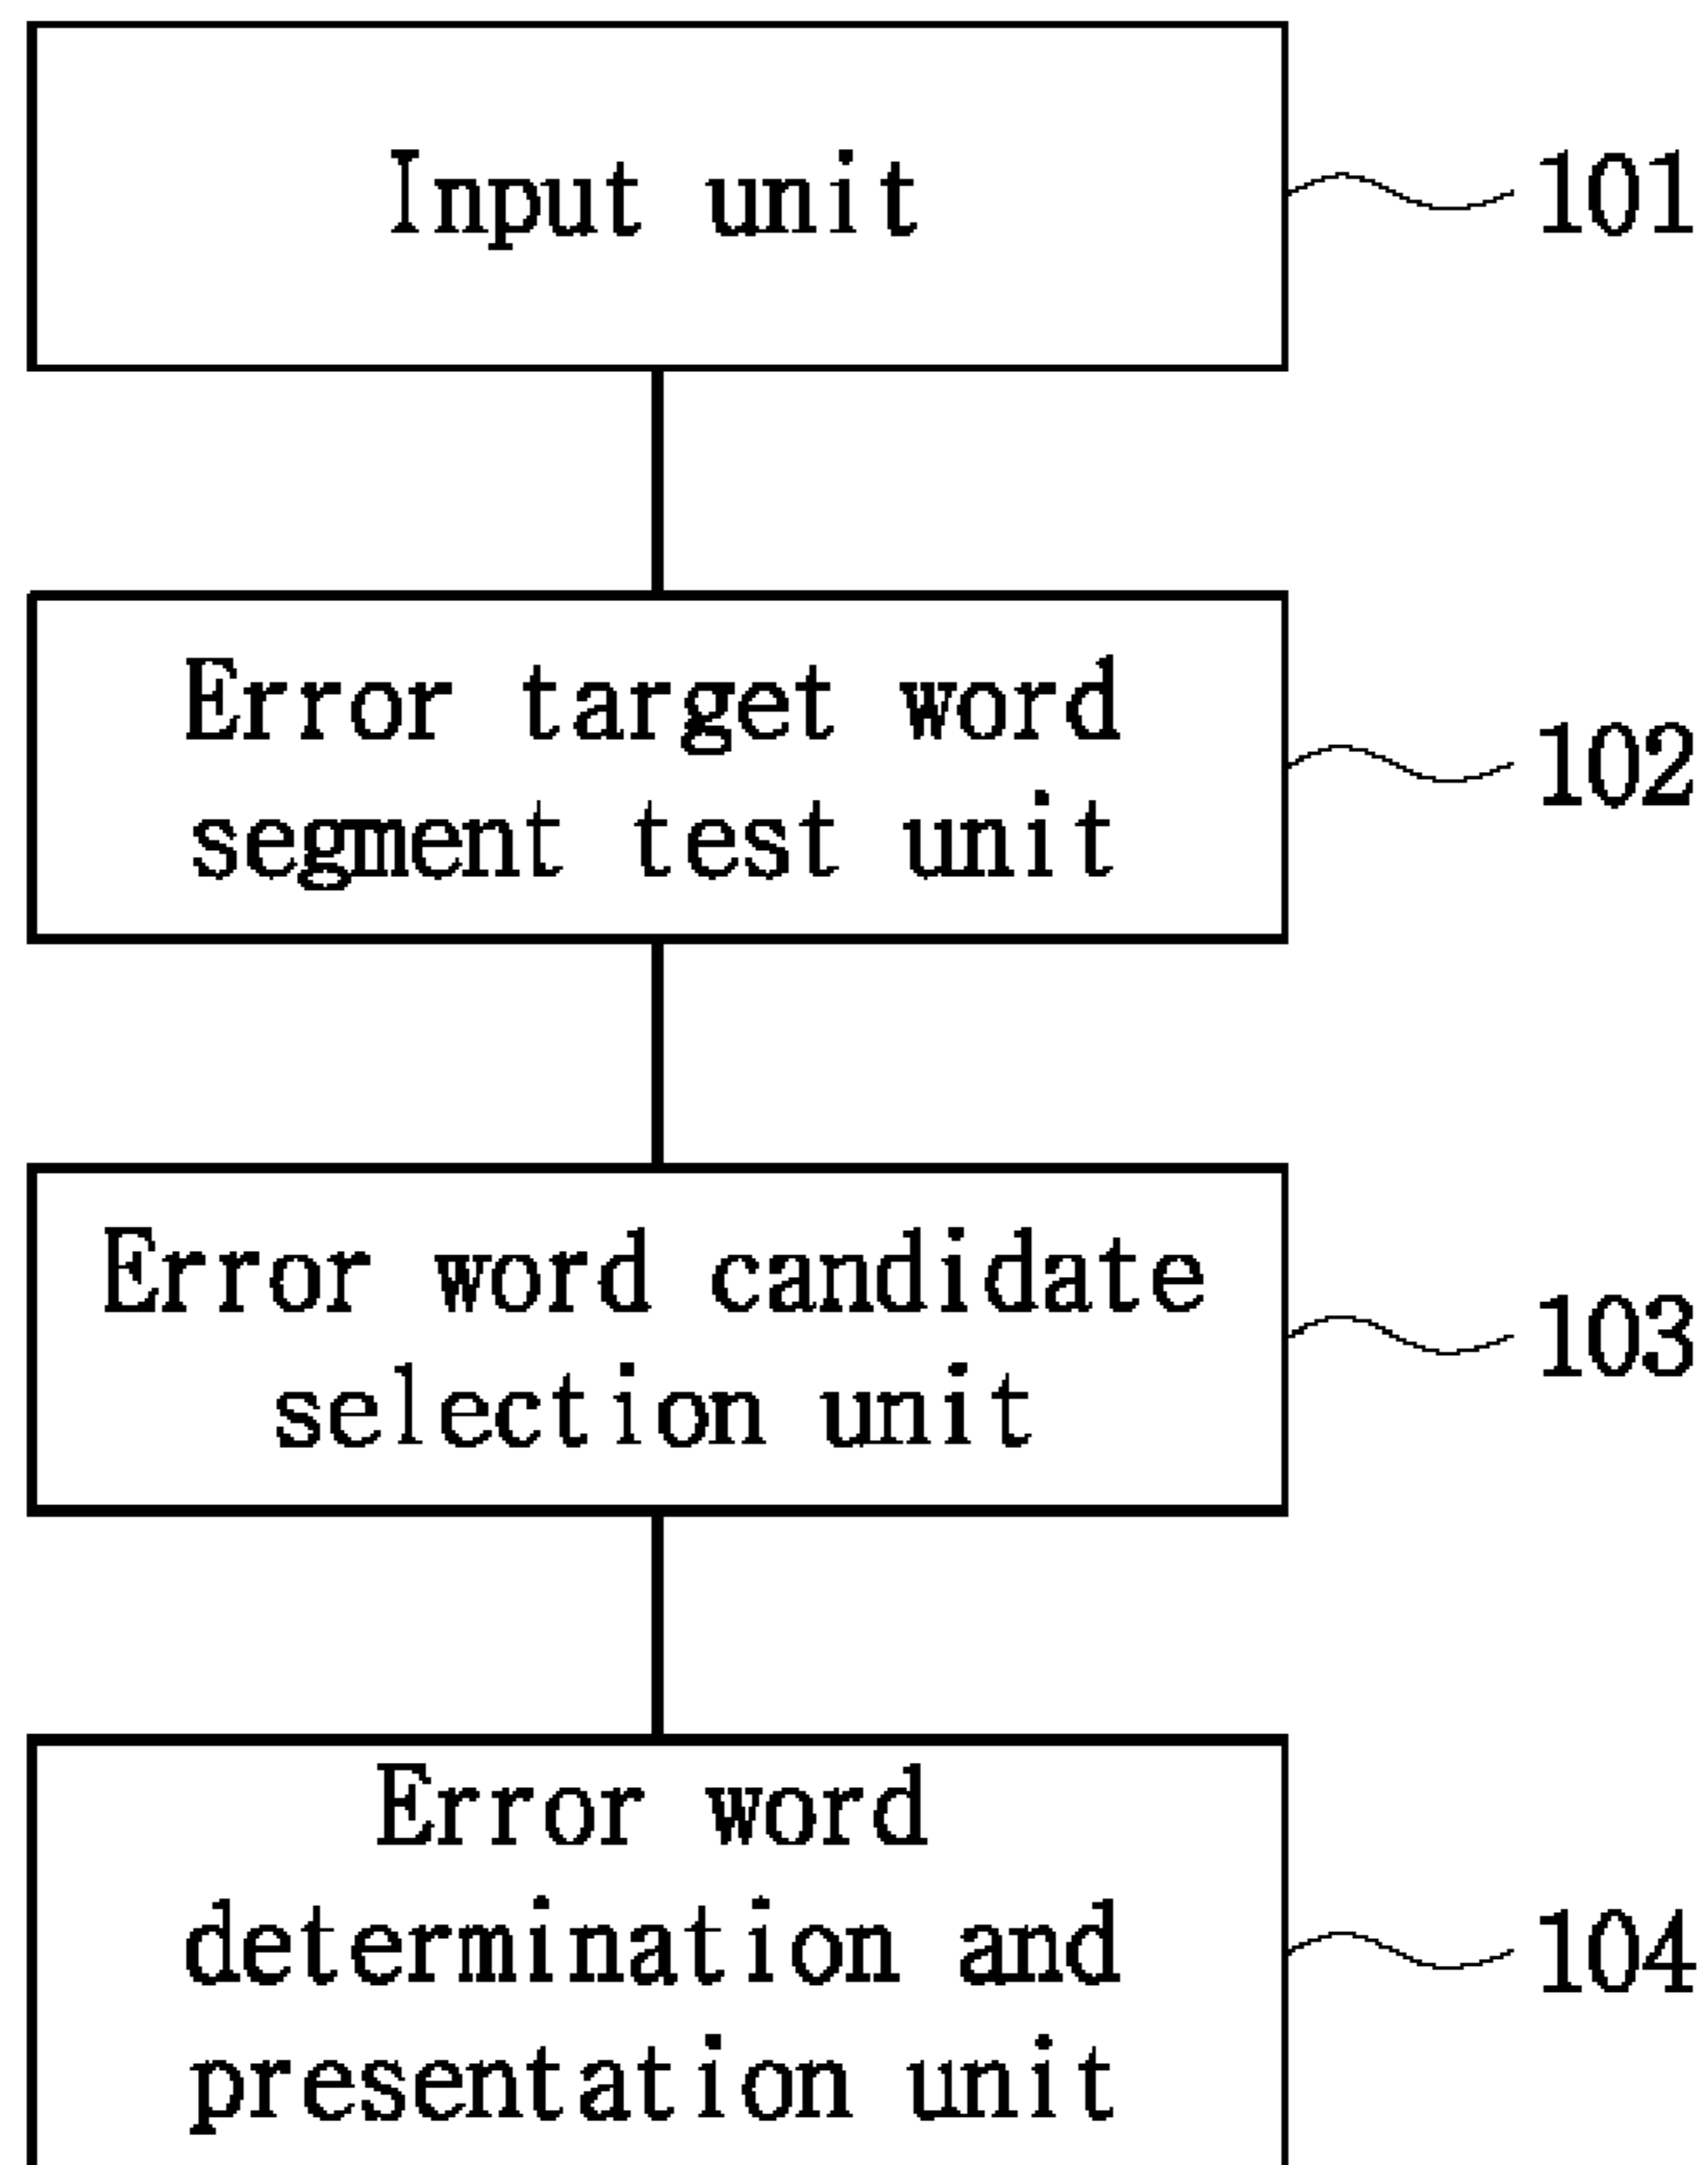 Input unit
101
Error target word
segment test unit
102
Error word candidate
selection unit
103
Error word
determination and
presentation unit
104